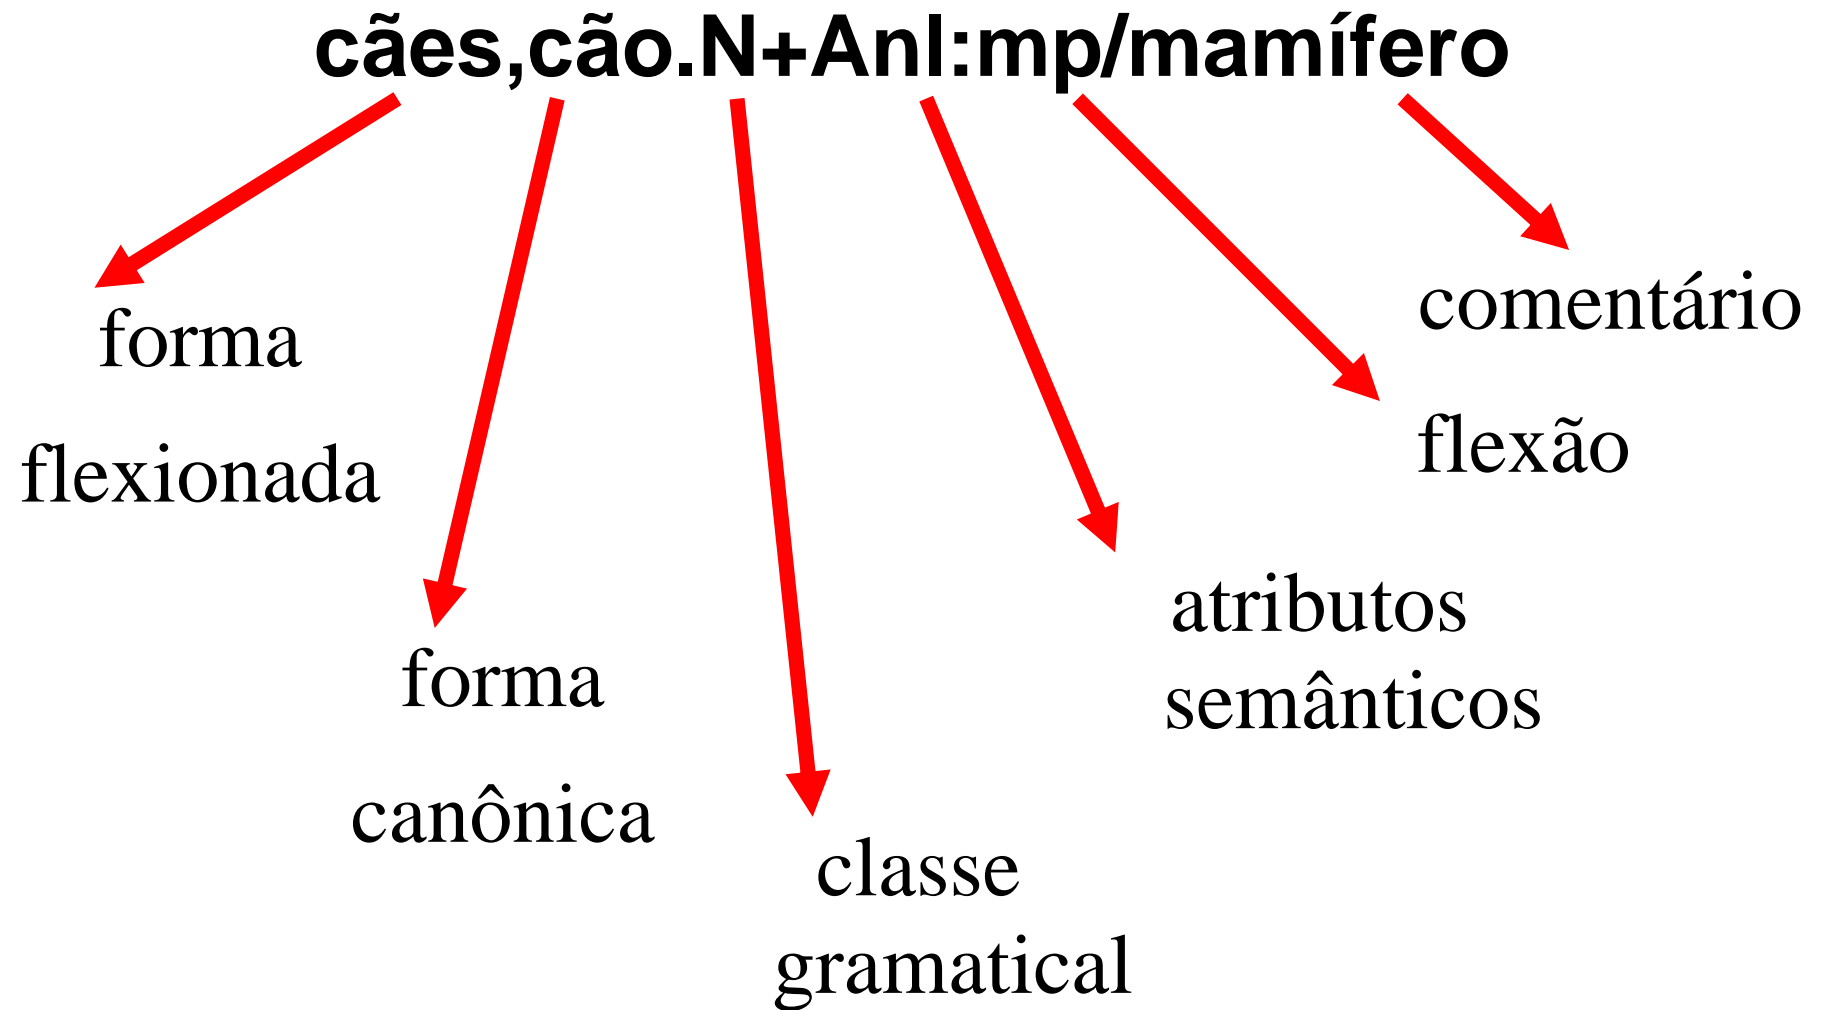 cães,cão.N+Anl:mp/mamífero
forma
flexionada
forma
canônica
classe
gramatical
atributos
semânticos
flexão
comentário